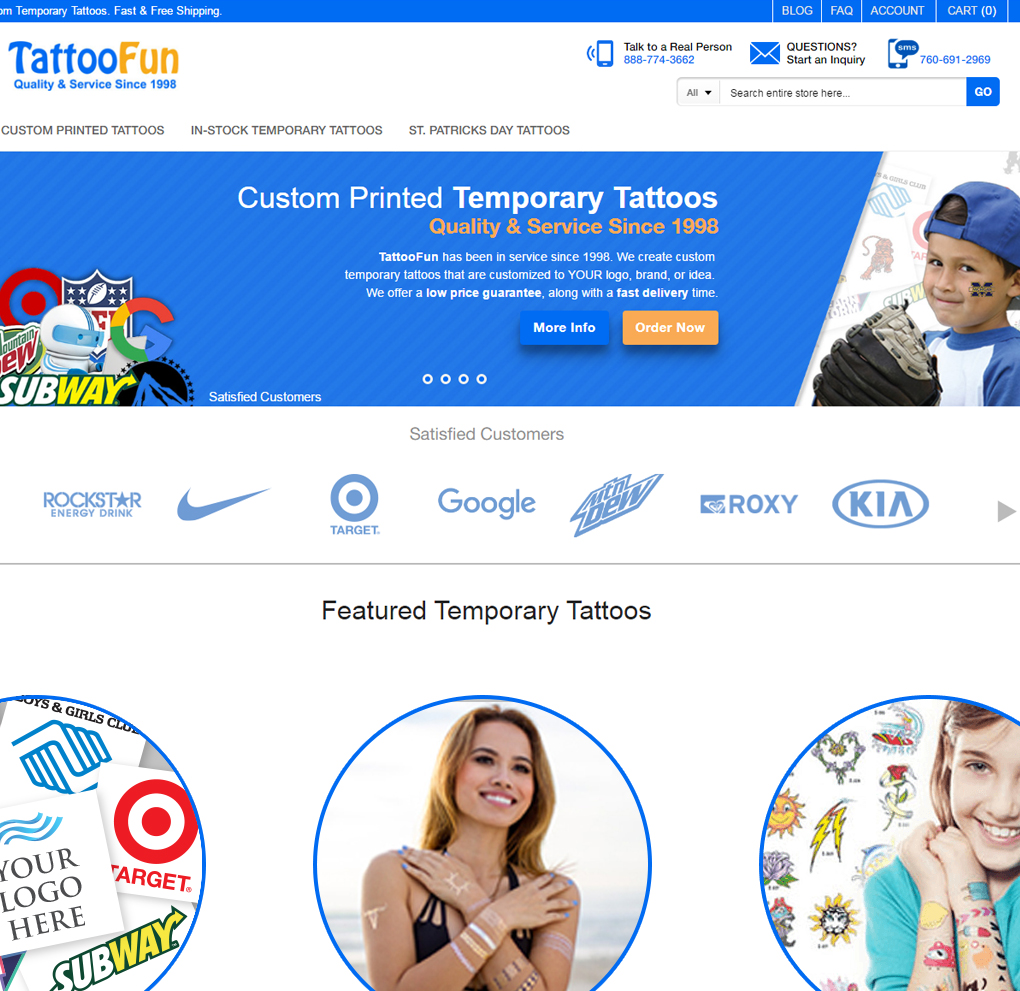 om Temporary Tattoos. Fast & Free Shipping.
BLOG
FAQ
ACCOUNT
CART (0)
TattooFun
Quality & Service Since 1998
Talk to a Real Person
888-774-3662
QUESTIONS?
Start an Inquiry
sms
760-691-2969
All
Search entire store here...
GO
CUSTOM PRINTED TATTOOS
IN-STOCK TEMPORARY TATTOOS
ST. PATRICKS DAY TATTOOS
Custom Printed Temporary Tattoos
Quality & Service Since 1998
TattooFun has been in service since 1998. We create custom
temporary tattoos that are customized to YOUR logo, brand, or idea.
We offer a low price guarantee, along with a fast delivery time.
More Info
Order Now
Mountain
Dew
SUBWAY
Satisfied Customers
S & GIRLS CLUB
Satisfied Customers
ROCKSTAR
ENERGY DRINK
TARGET
Google
mtn
Dew
ROXY
KIA
Featured Temporary Tattoos
BOYS & GIRLS CLUB
TARGET
YOUR
LOGO
HERE
SUBWAY